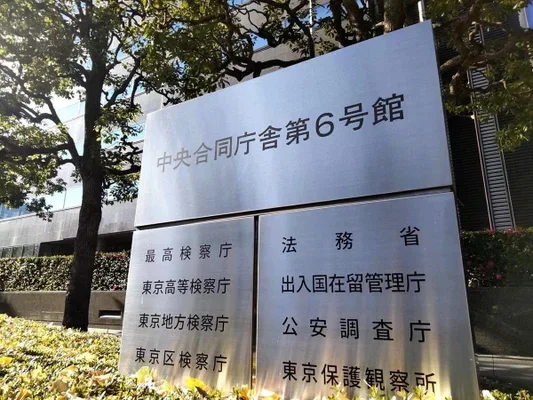 中央合同庁舎第6号館
最高検察庁
東京高等検察庁
東京地方検察庁
東京区検察庁
法務省
出入国在留管理庁
公安調査庁
東京保護観察所